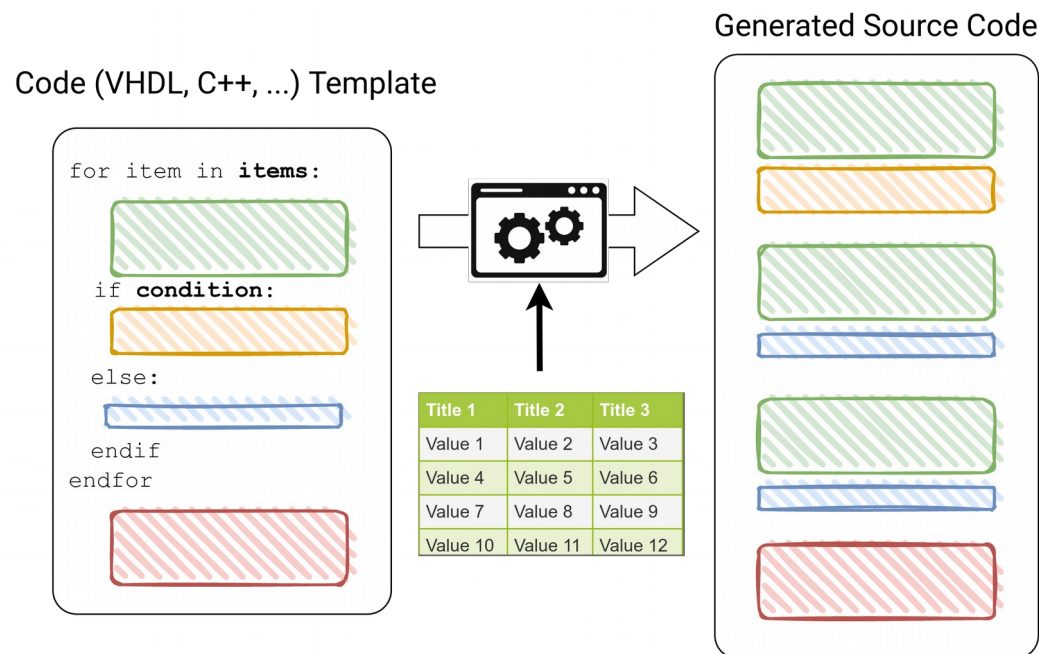 Generated Source Code
Code (VHDL, C++, ...) Template
for item in items:
if condition:
else:
endif
endfor
Title 1 Title 2 Title 3
Value 1 Value 2 Value 3
Value 4 Value 5 Value 6
Value 7 Value 8 Value 9
Value 10 Value 11 Value 12